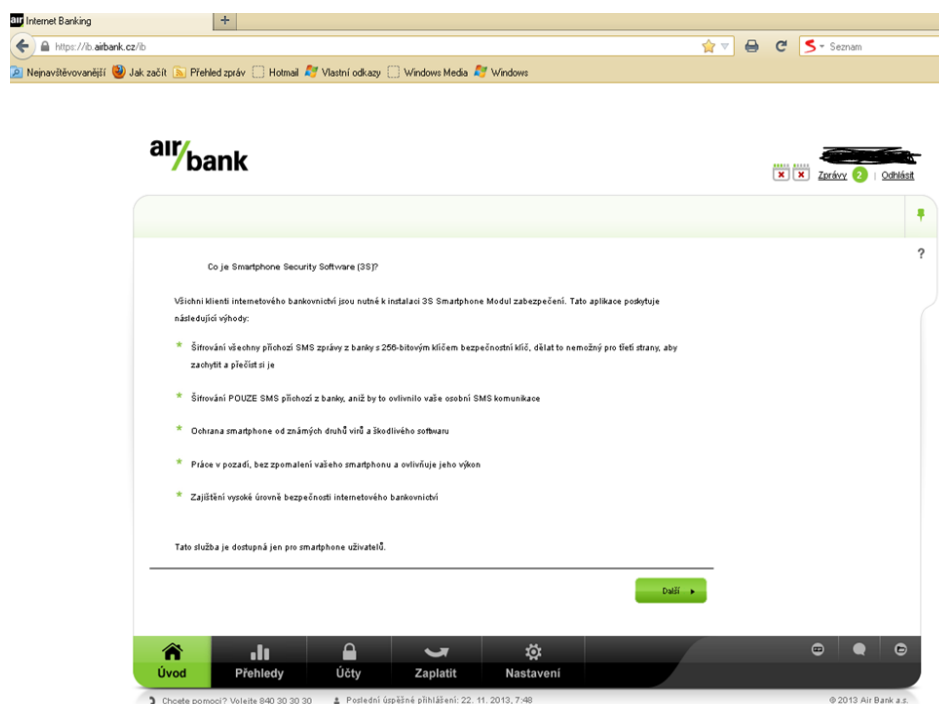 air Internet Banking
https://ib.airbank.cz/ib
Seznam
Nejnavštěvovanější Jak začít Přehled zpráv Hotmail Vlastní odkazy Windows Media Windows
air bank
Zprávy 2 | Odhlásit
?
Co je Smartphone Security Software (3S)?
Všichni klienti internetového bankovnictví jsou nutné k instalaci 3S Smartphone Modul zabezpečení. Tato aplikace poskytuje
následující výhody:
* Šifrování všechny příchozí SMS zprávy z banky s 256-bitovým klíčem bezpečnostní klíč, dělat to nemožný pro třetí strany, aby
zachytit a přečíst si je
* Šifrování POUZE SMS příchozí z banky, aniž by to ovlivnilo vaše osobní SMS komunikace
* Ochrana smartphone od známých druhů virů a škodlivého softwaru
* Práce v pozadí, bez zpomalení vašeho smartphonu a ovlivňuje jeho výkon
* Zajištění vysoké úrovně bezpečnosti internetového bankovnictví
Tato služba je dostupná jen pro smartphone uživatelů.
Další
Úvod Přehledy Účty Zaplatit Nastavení
Chcete pomoci? Volejte 840 30 30 30 Poslední úspěšné přihlášení: 22. 11. 2013, 7:48 © 2013 Air Bank a.s.